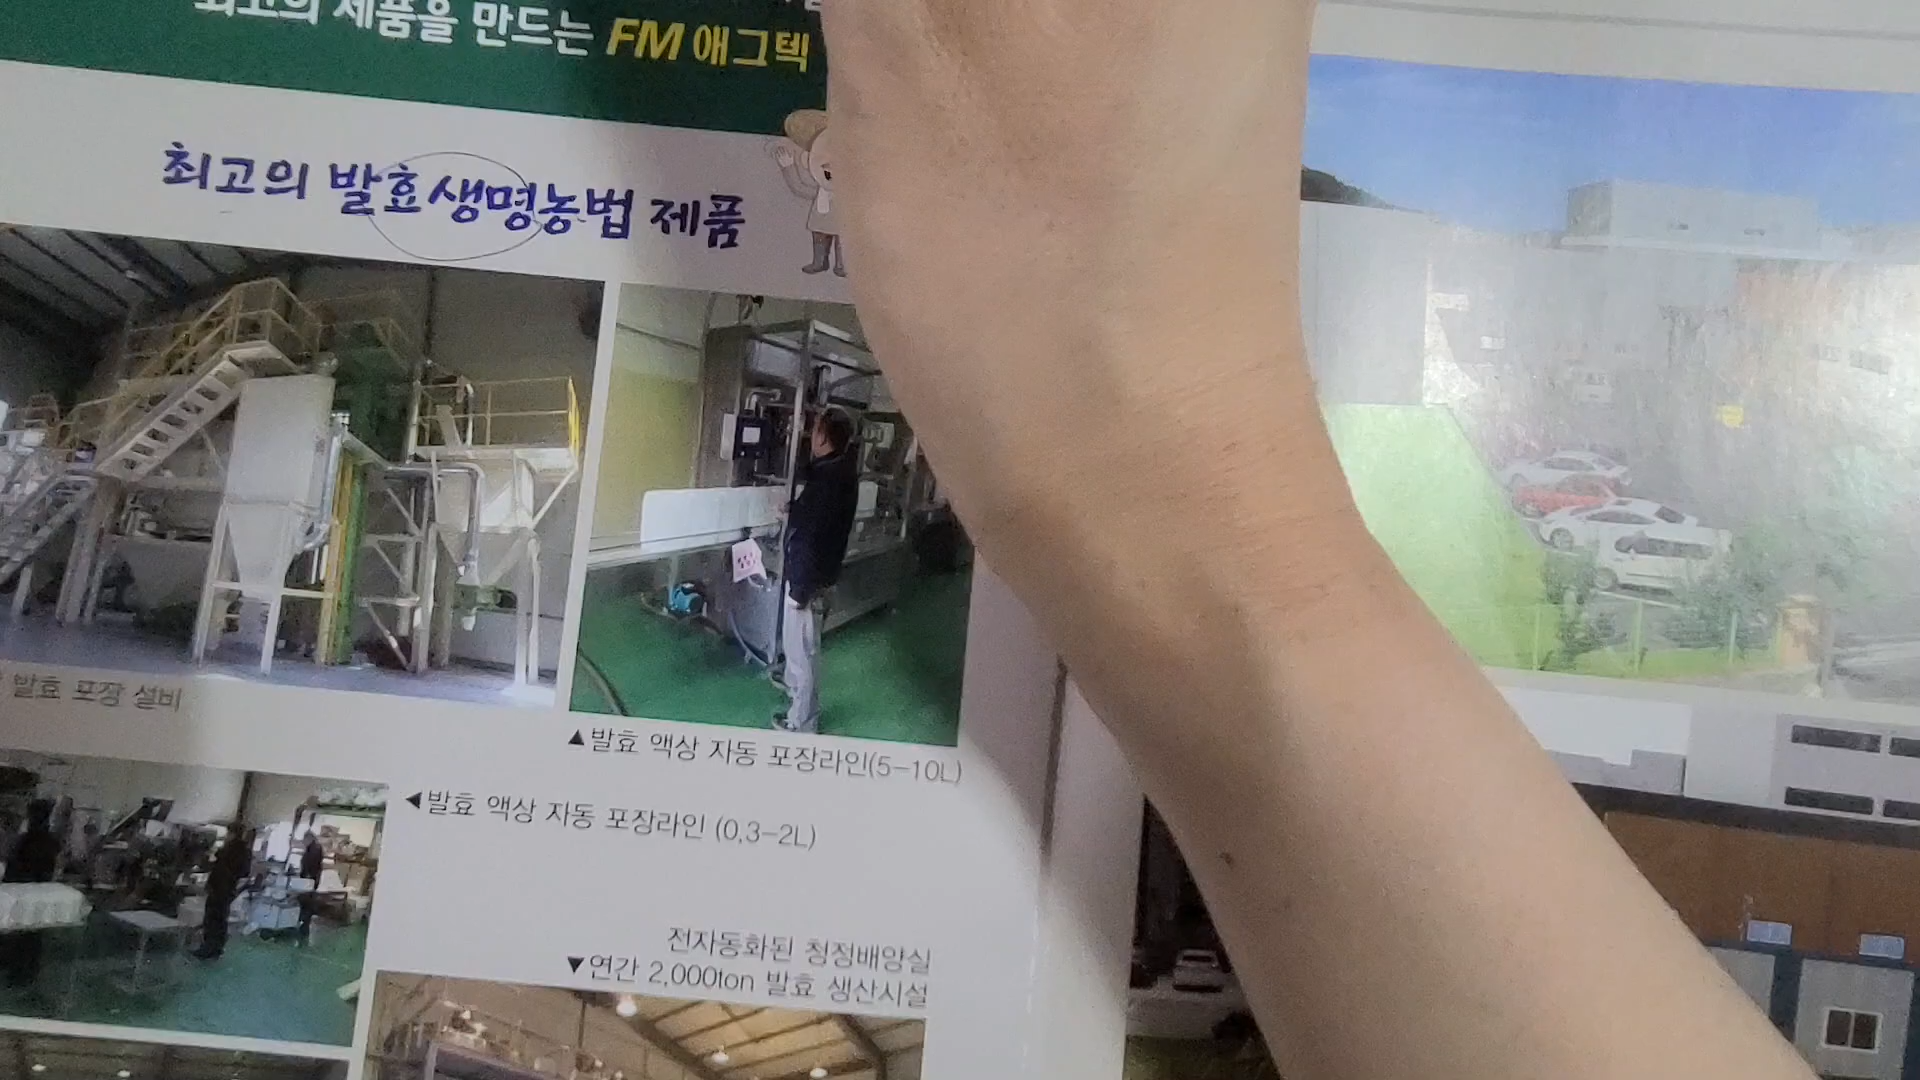 최고의 제품을 만드는 FM 애그텍
최고의 발효생명농법 제품
발효 포장 설비
▲발효 액상 자동 포장라인(5-10L)
◀발효 액상 자동 포장라인 (0.3-2L)
전자동화된 청정배양실
▼연간 2,000ton 발효 생산시설